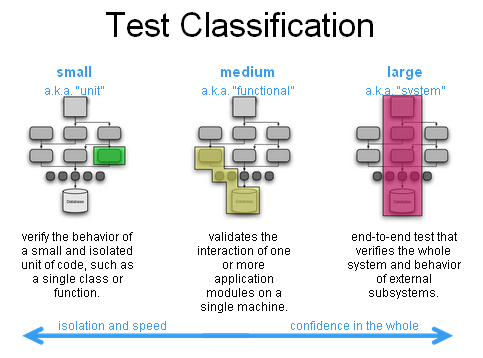 Test Classification
small
medium
large
a.k.a. "unit"
a.k.a. "functional"
a.k.a. "system"
Database
Database
Database
verify the behavior of
a small and isolated
unit of code, such as
a single class or
function.
validates the
interaction of one
or more
application
modules on a
single machine.
end-to-end test that
verifies the whole
system and behavior
of external
subsystems.
isolation and speed
confidence in the whole